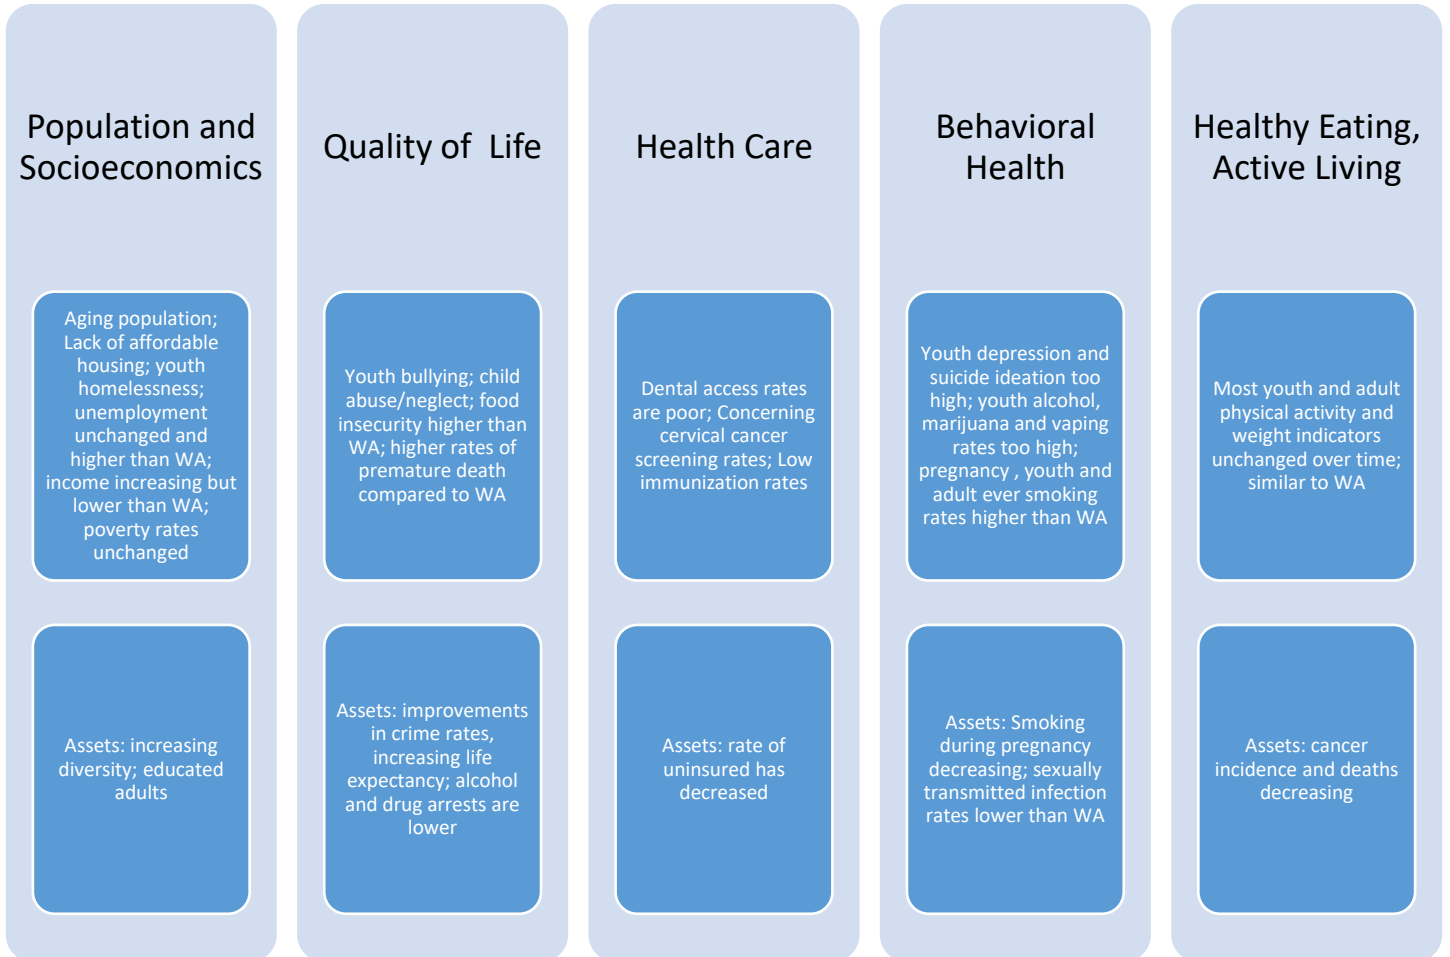 Population and
Socioeconomics
Aging population;
Lack of affordable
housing; youth
homelessness;
unemployment
unchanged and
higher than WA;
income increasing but
lower than WA;
poverty rates
unchanged
Assets: increasing
diversity; educated
adults
Quality of  Life
Youth bullying; child
abuse/neglect; food
insecurity higher than
WA; higher rates of
premature death
compared to WA
Assets: improvements
in crime rates,
increasing life
expectancy; alcohol
and drug arrests are
lower
Health Care
Dental access rates
are poor; Concerning
cervical cancer
screening rates; Low
immunization rates
Assets: rate of
uninsured has
decreased
Behavioral
Health
Youth depression and
suicide ideation too
high; youth alcohol,
marijuana and vaping
rates too high;
pregnancy , youth and
adult ever smoking
rates higher than WA
Assets: Smoking
during pregnancy
decreasing; sexually
transmitted infection
rates lower than WA
Healthy Eating,
Active Living
Most youth and adult
physical activity and
weight indicators
unchanged over time;
similar to WA
Assets: cancer
incidence and deaths
decreasing